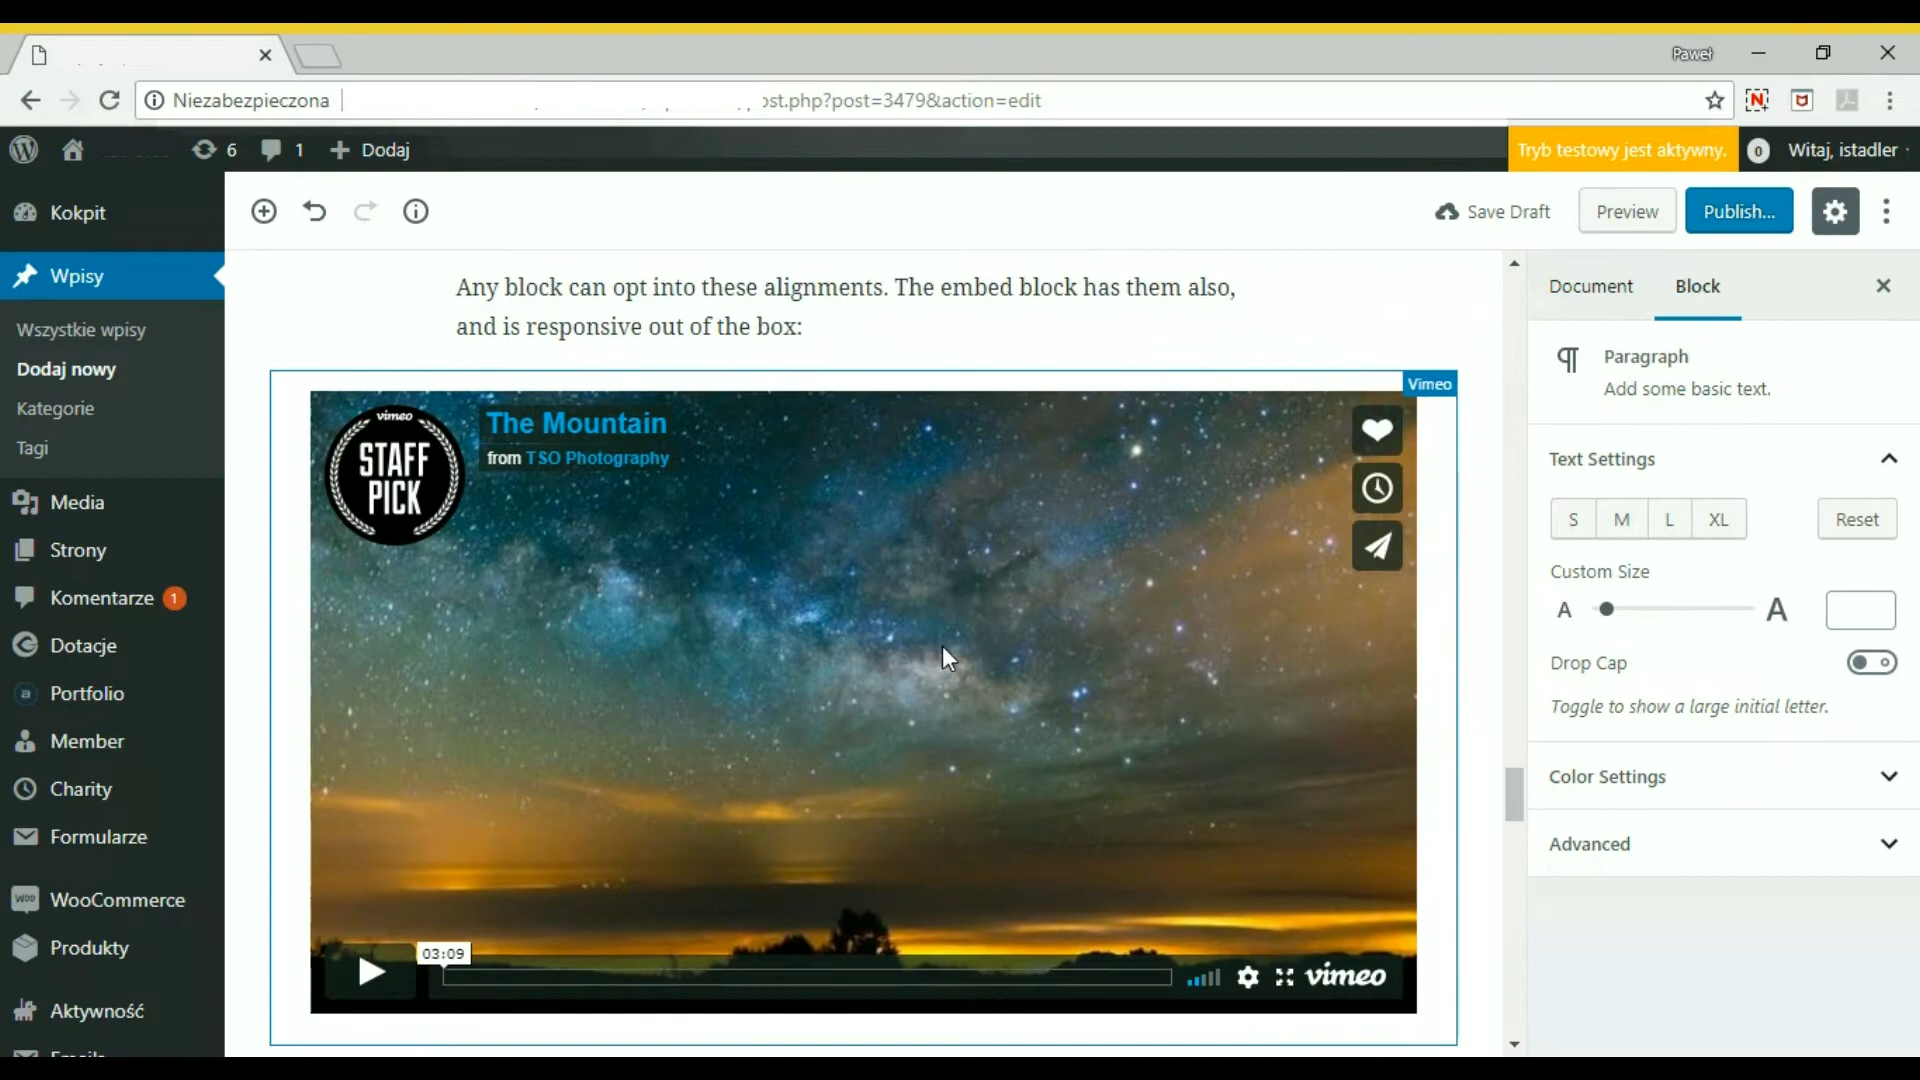 Paweł
Niezabezpieczona
ost.php?post=3479&action=edit
6
1
Dodaj
Tryb testowy jest aktywny.
0
Witaj, istadler
Kokpit
Wpisy
Wszystkie wpisy
Dodaj nowy
Kategorie
Tagi
Media
Strony
Komentarze 1
Dotacje
Portfolio
Member
Charity
Formularze
WooCommerce
Produkty
Aktywność
Save Draft
Preview
Publish...
Any block can opt into these alignments. The embed block has them also,
and is responsive out of the box:
Vimeo
vimeo
STAFF
PICK
The Mountain
from TSO Photography
03:09
vimeo
Document
Block
Paragraph
Add some basic text.
Text Settings
S M L XL
Reset
Custom Size
A A
Drop Cap
Toggle to show a large initial letter.
Color Settings
Advanced